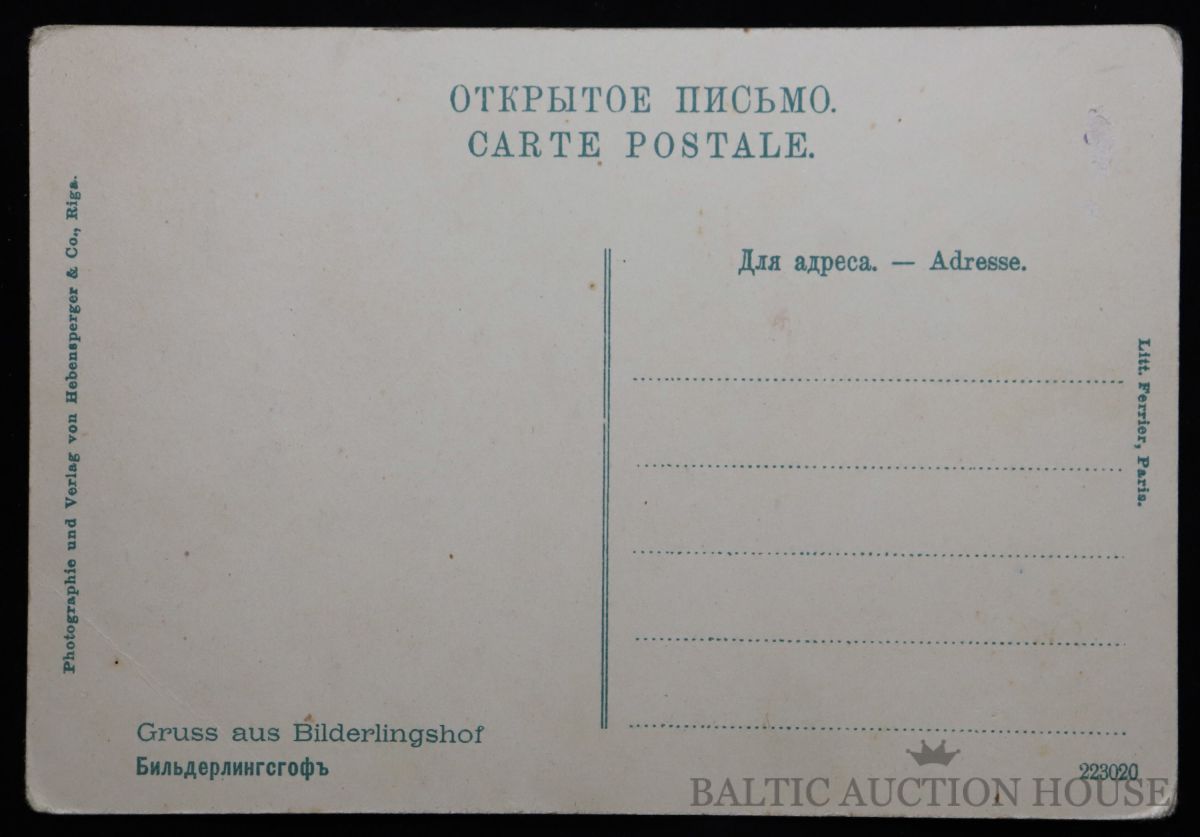 ОТКРЫТОЕ ПИСЬМО.
CARTE POSTALE.
Photographie und Verlag von Hebensperger & Co., Riga.
Для адреса. — Adresse.
Litt. Ferrier, Paris.
Gruss aus Bilderlingshof
Бильдерлингсгофъ
223020
BALTIC AUCTION HOUSE